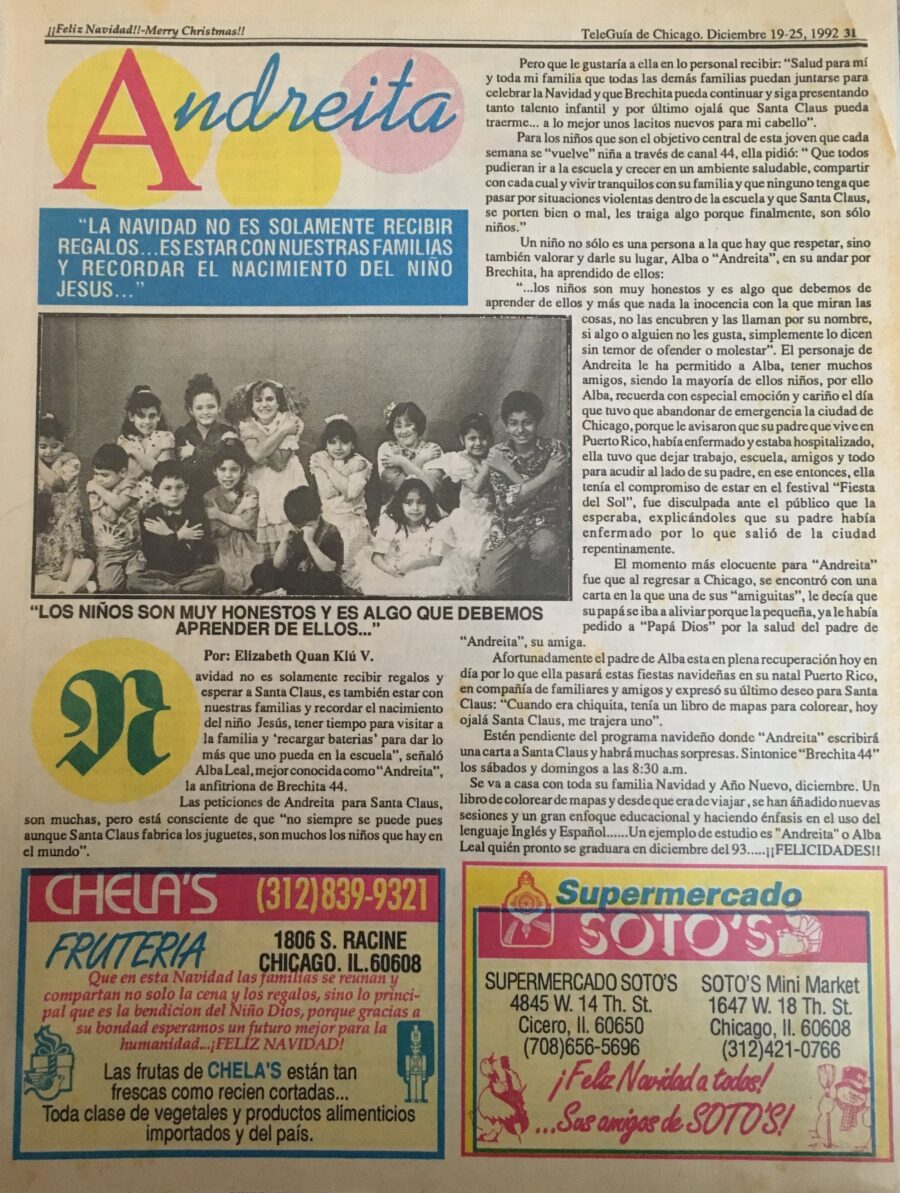 ¡¡Feliz Navidad!!-Merry Christmas!!
TeleGuía de Chicago. Diciembre 19-25, 1992 31
Andreita
“LA NAVIDAD NO ES SOLAMENTE RECIBIR
REGALOS...ES ESTAR CON NUESTRAS FAMILIAS
Y RECORDAR EL NACIMIENTO DEL NIÑO
JESUS...”
“LOS NIÑOS SON MUY HONESTOS Y ES ALGO QUE DEBEMOS
APRENDER DE ELLOS...”
Por: Elizabeth Quan Kiú V.
Navidad no es solamente recibir regalos y
esperar a Santa Claus, es también estar con
nuestras familias y recordar el nacimiento
del niño Jesús, tener tiempo para visitar a
la familia y ‘recargar baterias’ para dar lo
más que uno pueda en la escuela”, señaló
Alba Leal, mejor conocida como “Andreita”,
la anfitriona de Brechita 44.
Las peticiones de Andreita para Santa Claus,
son muchas, pero está consciente de que “no siempre se puede pues
aunque Santa Claus fabrica los juguetes, son muchos los niños que hay en
el mundo”.
Pero que le gustaría a ella en lo personal recibir: “Salud para mí
y toda mi familia que todas las demás familias puedan juntarse para
celebrar la Navidad y que Brechita pueda continuar y siga presentando
tanto talento infantil y por último ojalá que Santa Claus pueda
traerme... a lo mejor unos lacitos nuevos para mi cabello”.
Para los niños que son el objetivo central de esta joven que cada
semana se “vuelve” niña a través de canal 44, ella pidió: “ Que todos
pudieran ir a la escuela y crecer en un ambiente saludable, compartir
con cada cual y vivir tranquilos con su familia y que ninguno tenga que
pasar por situaciones violentas dentro de la escuela y que Santa Claus,
se porten bien o mal, les traiga algo porque finalmente, son sólo
niños.”
Un niño no sólo es una persona a la que hay que respetar, sino
también valorar y darle su lugar, Alba o “Andreita”, en su andar por
Brechita, ha aprendido de ellos:
“...los niños son muy honestos y es algo que debemos de
aprender de ellos y más que nada la inocencia con la que miran las
cosas, no las encubren y las llaman por su nombre,
si algo o alguien no les gusta, simplemente lo dicen
sin temor de ofender o molestar”. El personaje de
Andreita le ha permitido a Alba, tener muchos
amigos, siendo la mayoría de ellos niños, por ello
Alba, recuerda con especial emoción y cariño el día
que tuvo que abandonar de emergencia la ciudad de
Chicago, porque le avisaron que su padre que vive en
Puerto Rico, había enfermado y estaba hospitalizado,
ella tuvo que dejar trabajo, escuela, amigos y todo
para acudir al lado de su padre, en ese entonces, ella
tenía el compromiso de estar en el festival “Fiesta
del Sol”, fue disculpada ante el público que la
esperaba, explicándoles que su padre había
enfermado por lo que salió de la ciudad
repentinamente.
El momento más elocuente para “Andreita”
fue que al regresar a Chicago, se encontró con una
carta en la que una de sus “amiguitas”, le decía que
su papá se iba a aliviar porque la pequeña, ya le había
pedido a “Papá Dios” por la salud del padre de
“Andreita”, su amiga.
Afortunadamente el padre de Alba esta en plena recuperación hoy en
día por lo que ella pasará estas fiestas navideñas en su natal Puerto Rico,
en compañía de familiares y amigos y expresó su último deseo para Santa
Claus: “Cuando era chiquita, tenía un libro de mapas para colorear, hoy
ojalá Santa Claus, me trajera uno”.
Estén pendiente del programa navideño donde “Andreita” escribirá
una carta a Santa Claus y habrá muchas sorpresas. Sintonice “Brechita 44”
los sábados y domingos a las 8:30 a.m.
Se va a casa con toda su familia Navidad y Año Nuevo, diciembre. Un
libro de colorear de mapas y desde que era de viajar, se han áñadido nuevas
sesiones y un gran enfoque educacional y haciendo énfasis en el uso del
lenguaje Inglés y Español......Un ejemplo de estudio es "Andreita" o Alba
Leal quién pronto se graduara en diciembre del 93.....¡¡FELICIDADES!!
CHELA'S (312)839-9321
FRUTERIA
1806 S. RACINE
CHICAGO. IL.60608
Que en esta Navidad las familias se reunan y
compartan no solo la cena y los regalos, sino lo princi-
pal que es la bendicion del Niño Dios, porque gracias a
su bondad esperamos un futuro mejor para la
humanidad...¡FELIZ NAVIDAD!
Las frutas de CHELA'S están tan
frescas como recien cortadas...
Toda clase de vegetales y productos alimenticios
importados y del país.
Supermercado
SOTO'S
SUPERMERCADO SOTO'S
4845 W. 14 Th. St.
Cicero, Il. 60650
(708)656-5696
SOTO'S Mini Market
1647 W. 18 Th. St.
Chicago, Il. 60608
(312)421-0766
¡Feliz Navidad a todos!
...Sus amigos de SOTO'S!